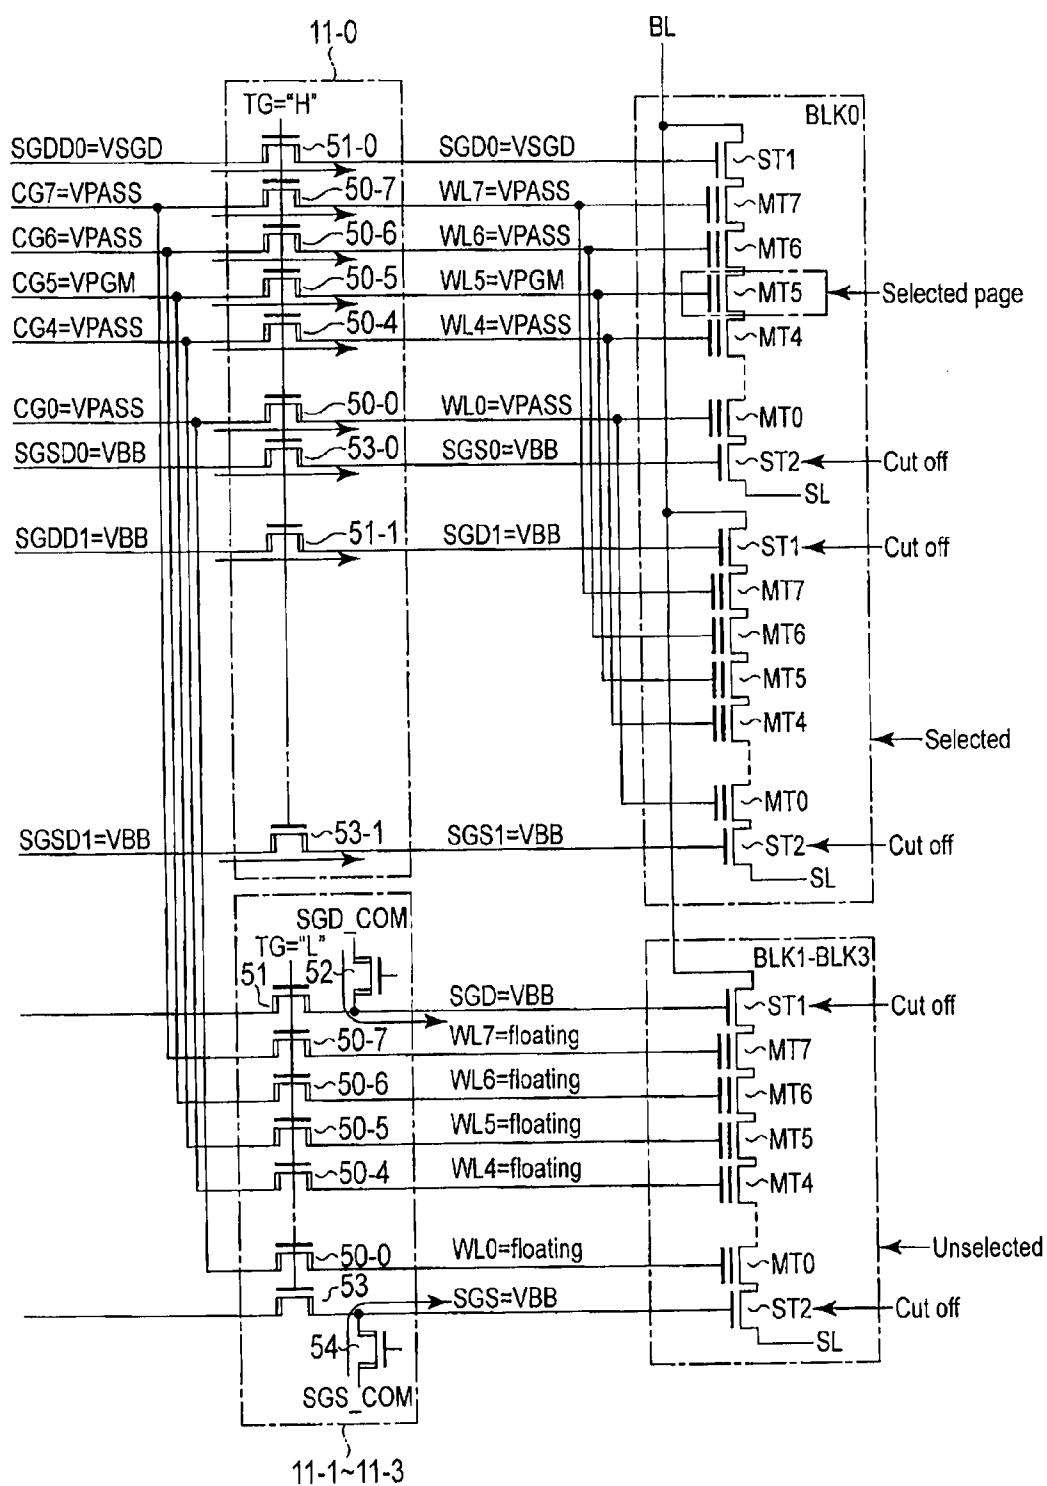 11-0
BL
TG="H"
BLK0
SGDD0=VSGD 51-0 SGD0=VSGD ST1
CG7=VPASS 50-7 WL7=VPASS MT7
CG6=VPASS 50-6 WL6=VPASS MT6
CG5=VPGM 50-5 WL5=VPGM MT5 Selected page
CG4=VPASS 50-4 WL4=VPASS MT4
CG0=VPASS 50-0 WL0=VPASS MT0
SGSD0=VBB 53-0 SGS0=VBB ST2 Cut off
SL
SGDD1=VBB 51-1 SGD1=VBB ST1 Cut off
MT7
MT6
MT5
MT4
Selected
MT0
SGSD1=VBB 53-1 SGS1=VBB ST2 Cut off
SL
SGD_COM
TG="L" BLK1-BLK3
51 52 SGD=VBB ST1 Cut off
50-7 WL7=floating MT7
50-6 WL6=floating MT6
50-5 WL5=floating MT5
50-4 WL4=floating MT4
50-0 WL0=floating MT0 Unselected
53 SGS=VBB ST2 Cut off
54 SL
SGS_COM
11-1~11-3